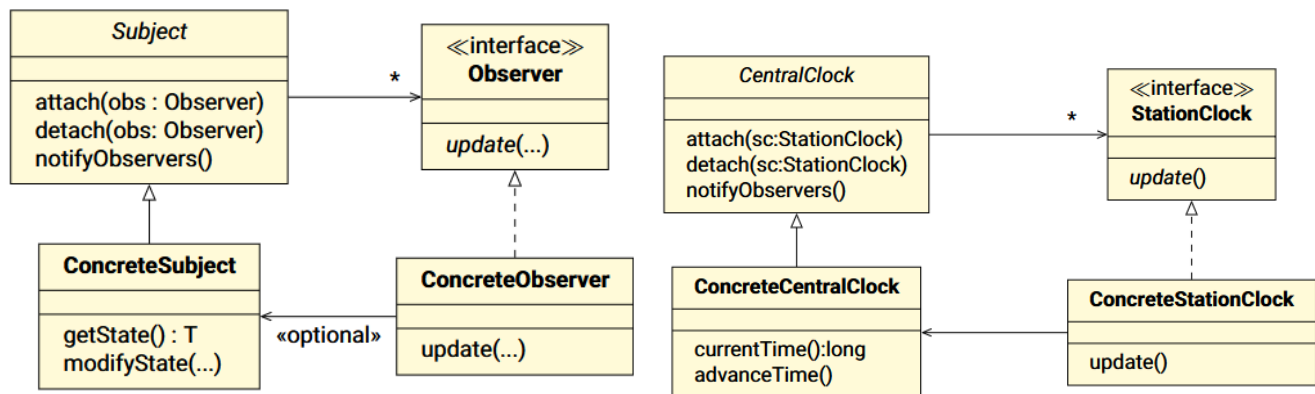 Subject
attach(obs : Observer)
detach(obs: Observer)
notifyObservers()
*
≪interface≫
Observer
update(...)
ConcreteSubject
getState() : T
modifyState(...)
«optional»
ConcreteObserver
update(...)
CentralClock
attach(sc:StationClock)
detach(sc:StationClock)
notifyObservers()
*
≪interface≫
StationClock
update()
ConcreteCentralClock
currentTime():long
advanceTime()
ConcreteStationClock
update()